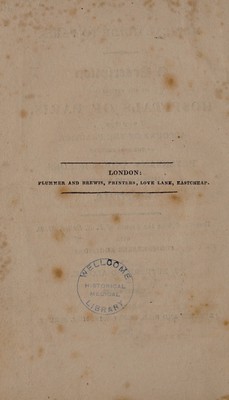 LONDON:
PLUMMER AND BREWIS, PRINTERS, LOVE LANE, EASTCHEAP.
WELLCOME
HISTORICAL
MEDICAL
LIBRARY